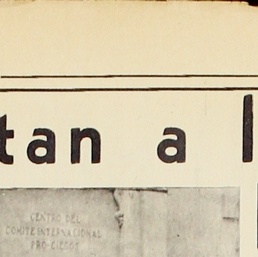 tan a l
CENTRO DEL
COMITE INTERNACIONAL
PRO-CIEGOS